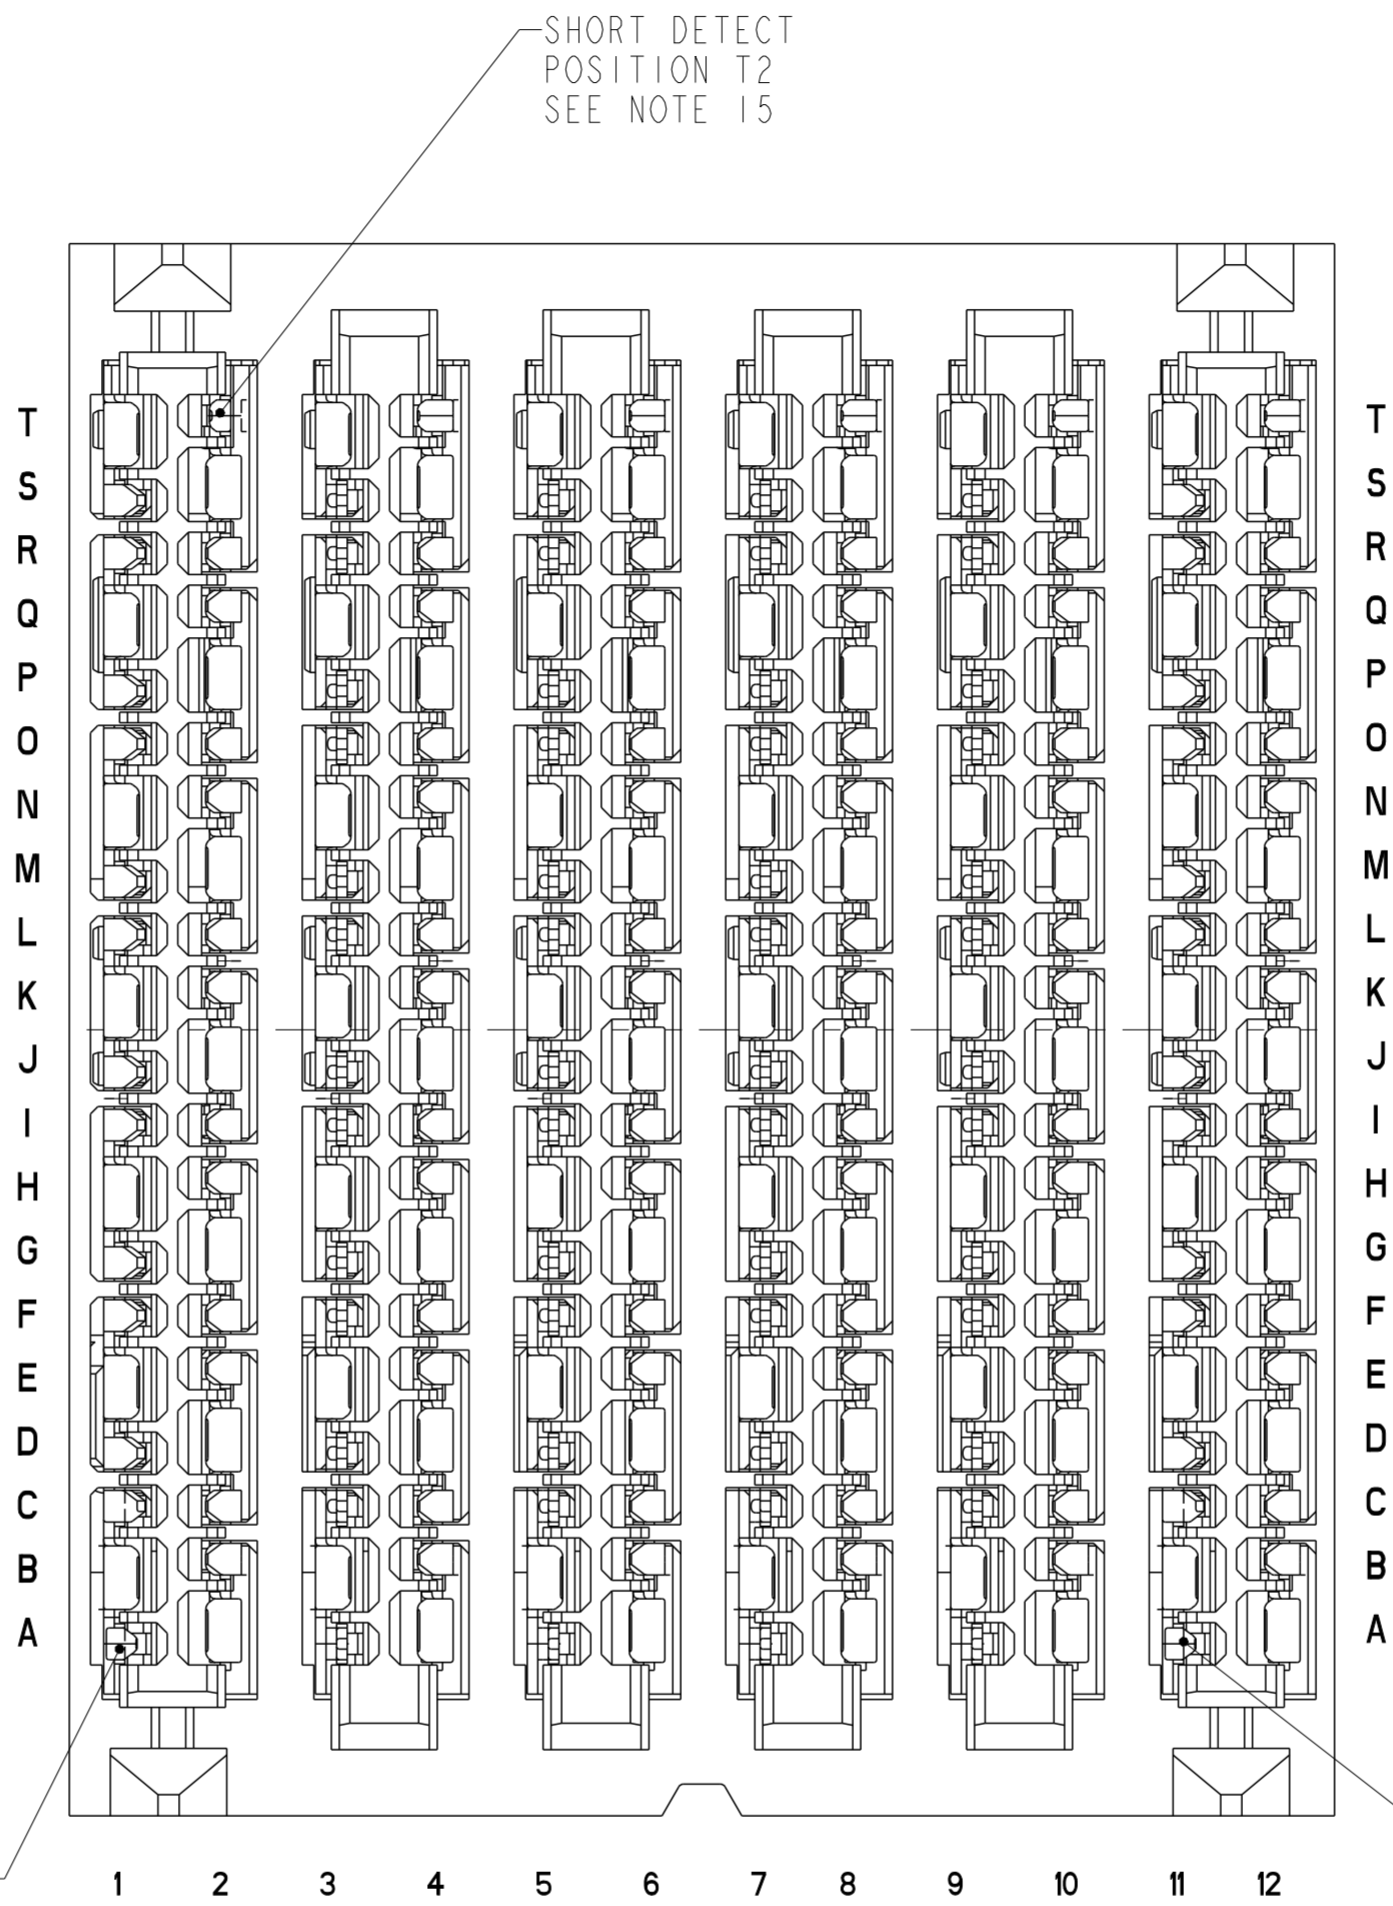 SHORT DETECT
POSITION T2
SEE NOTE 15
T T
S S
R R
Q Q
P P
O O
N N
M M
L L
K K
J J
I I
H H
G G
F F
E E
D D
C C
B B
A A
1 2 3 4 5 6 7 8 9 10 11 12